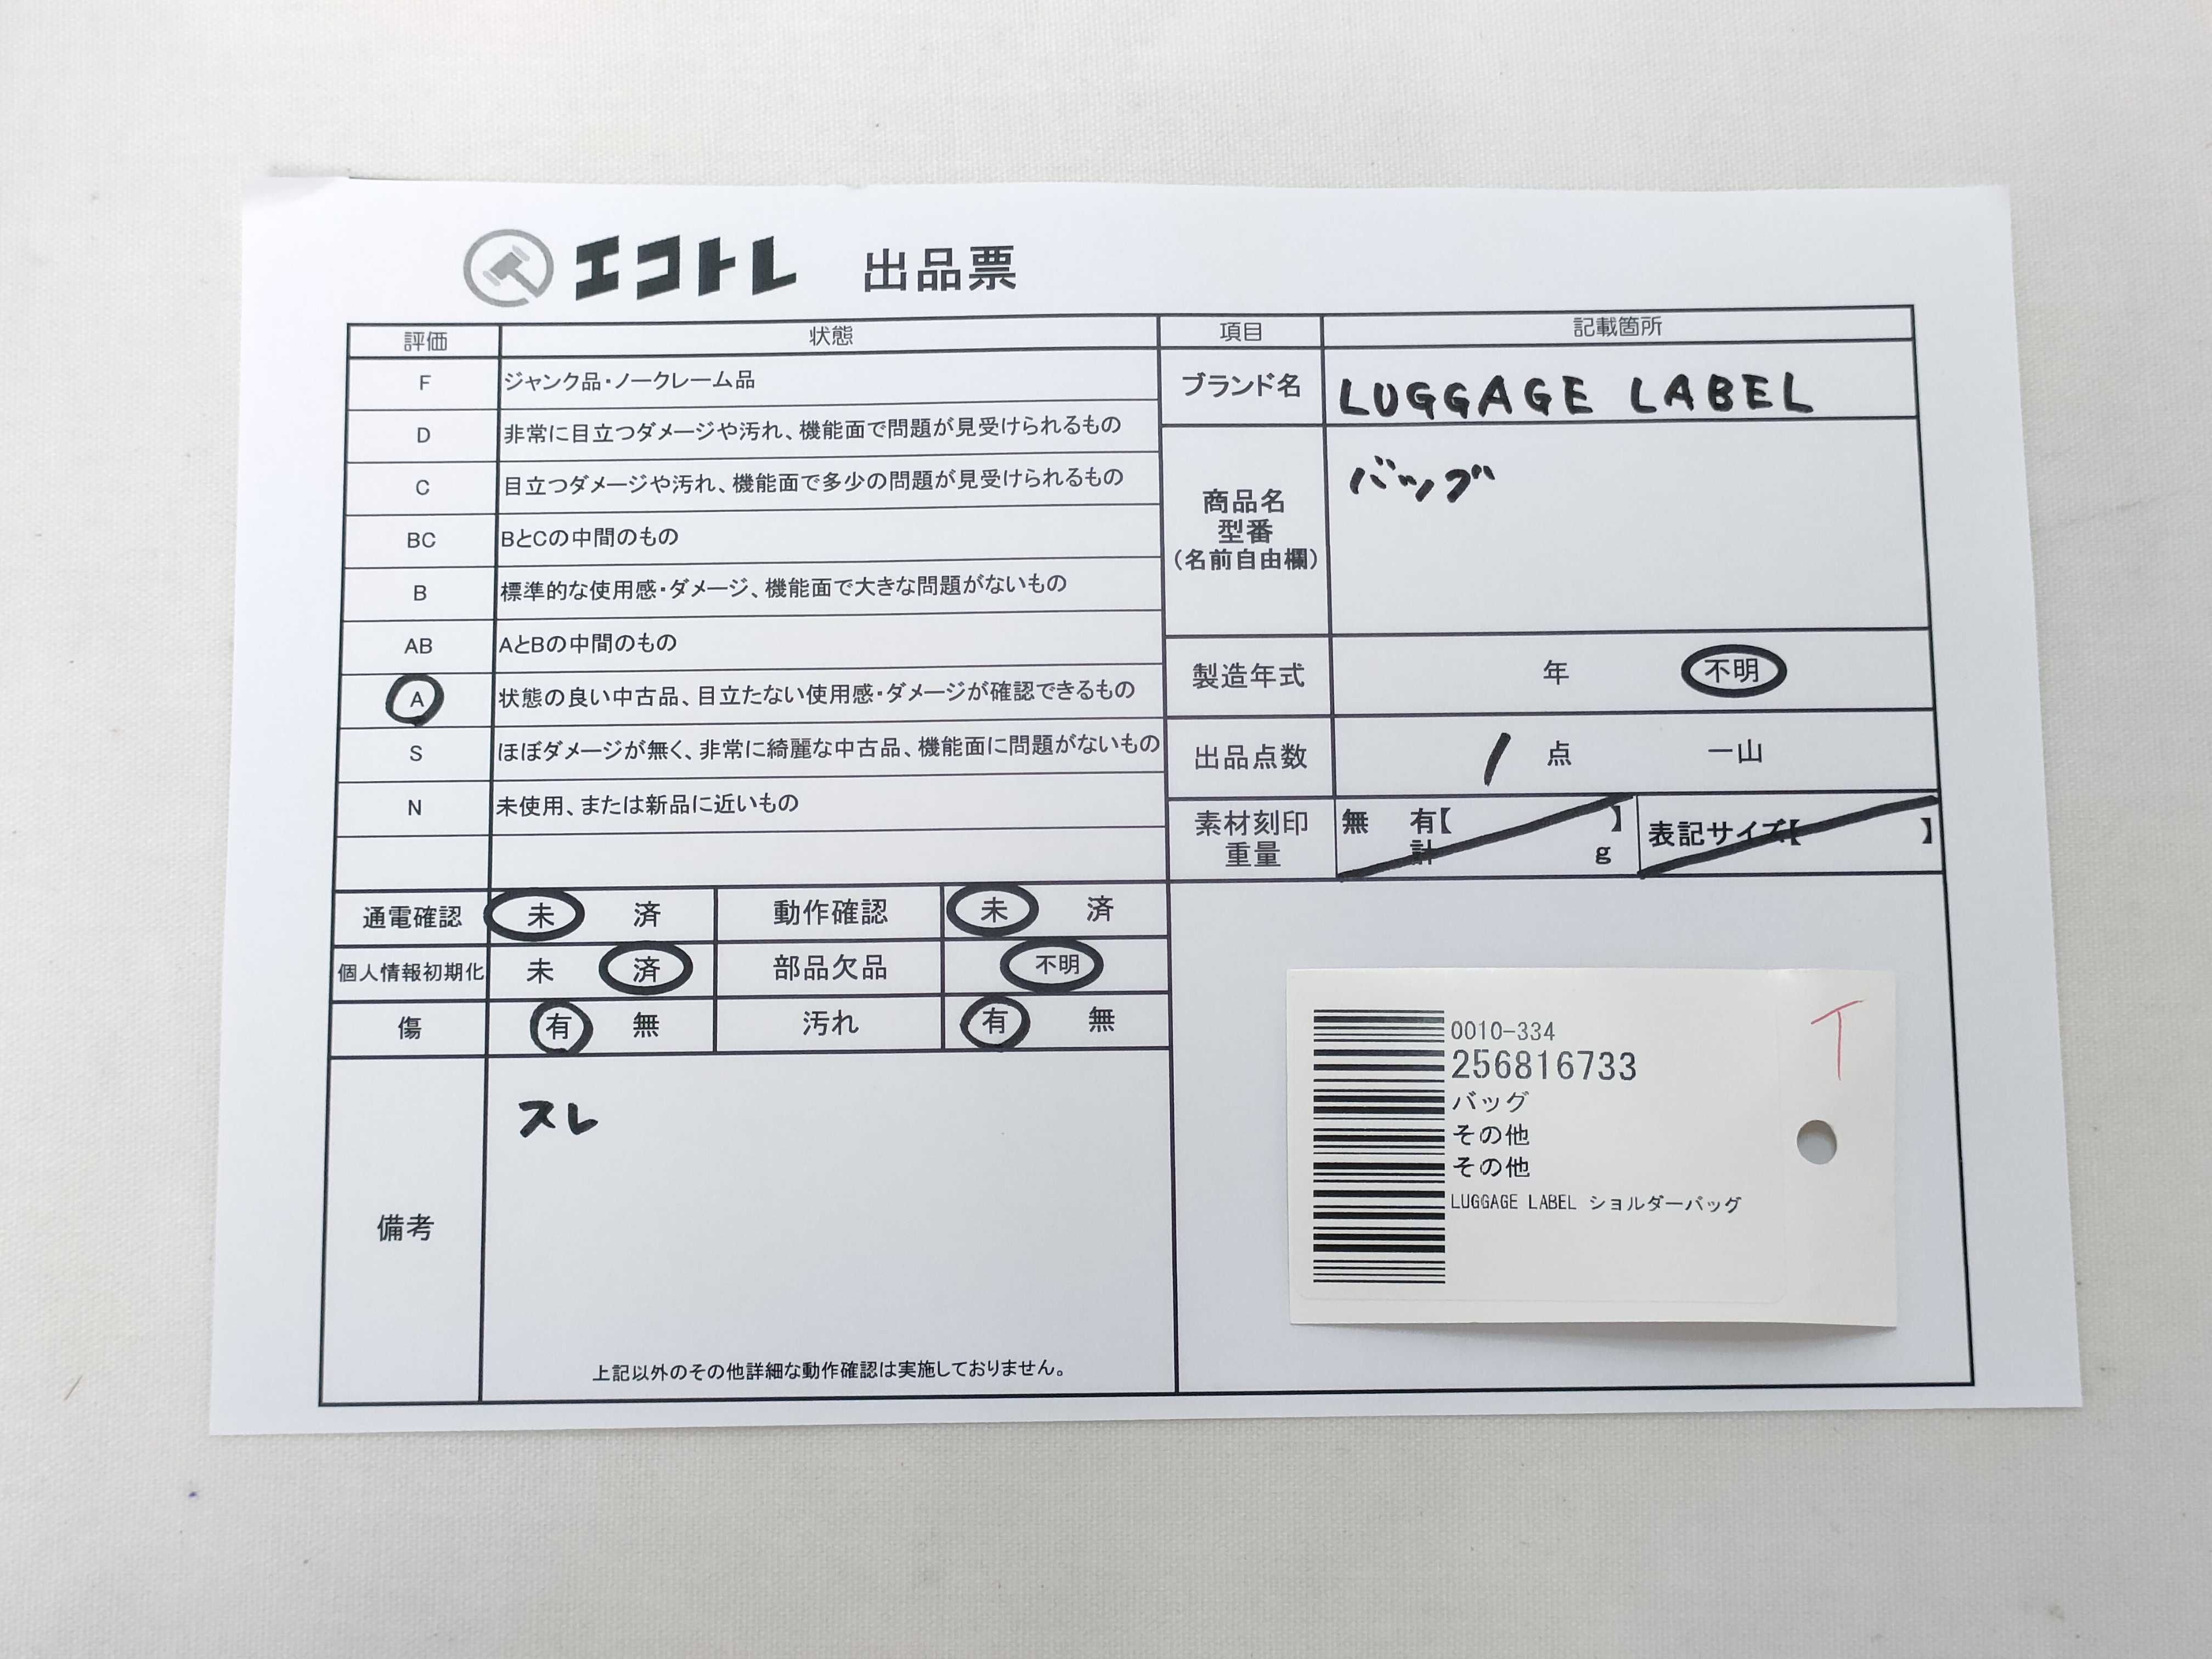 エコトレ 出品票
評価 状態 項目 記載箇所
F ジャンク品・ノークレーム品
D 非常に目立つダメージや汚れ、機能面で問題が見受けられるもの
C 目立つダメージや汚れ、機能面で多少の問題が見受けられるもの
BC BとCの中間のもの
B 標準的な使用感・ダメージ、機能面で大きな問題がないもの
AB AとBの中間のもの
A 状態の良い中古品、目立たない使用感・ダメージが確認できるもの
S ほぼダメージが無く、非常に綺麗な中古品、機能面に問題がないもの
N 未使用、または新品に近いもの
ブランド名 LUGGAGE LABEL
商品名
型番
(名前自由欄)
バッグ
製造年式 年 不明
出品点数 1 点 一山
素材刻印 無 有【 】 表記サイズ【 】
重量 計 g
通電確認 未 済 動作確認 未 済
個人情報初期化 未 済 部品欠品 不明
傷 有 無 汚れ 有 無
備考
スレ
上記以外のその他詳細な動作確認は実施しておりません。
0010-334
256816733
バッグ
その他
その他
LUGGAGE LABEL ショルダーバッグ
T